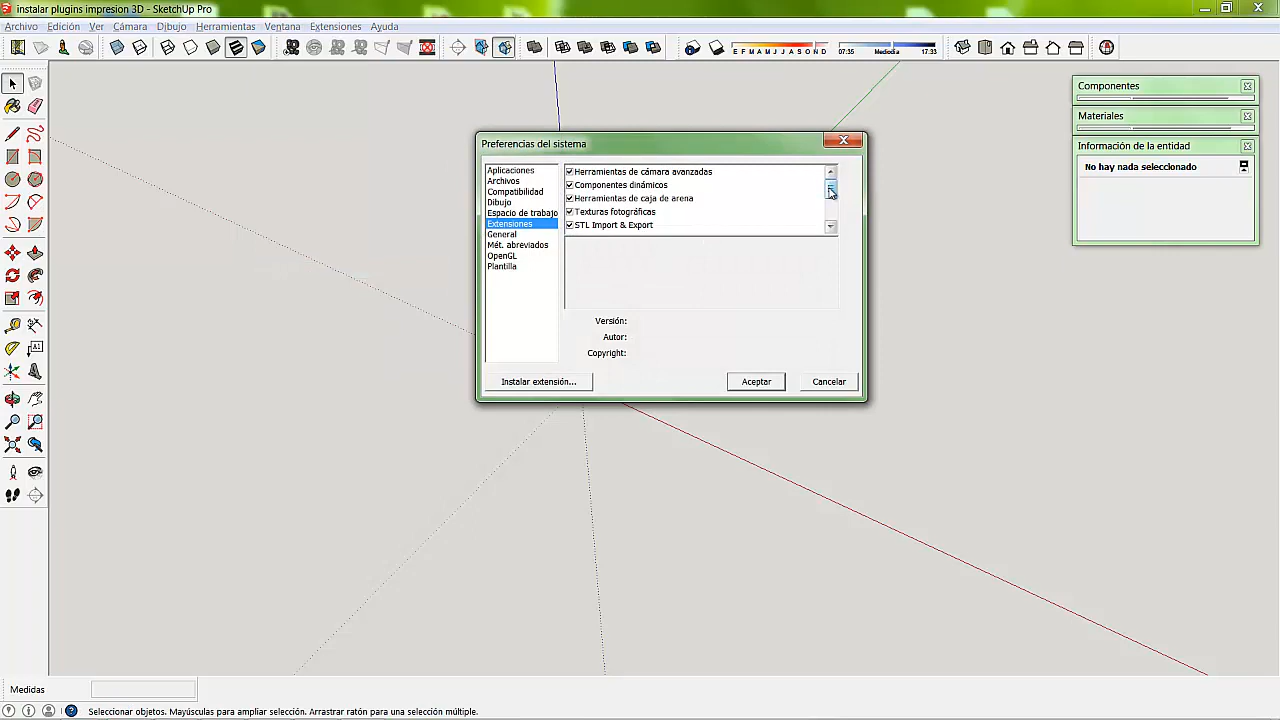 instalar plugins impresion 3D - SketchUp Pro
Archivo Edición Ver Cámara Dibujo Herramientas Ventana Extensiones Ayuda
E F M A M J J A S O N D
07:35 Mediodía 17:33
Componentes
Materiales
Información de la entidad
No hay nada seleccionado
Preferencias del sistema
Aplicaciones
Archivos
Compatibilidad
Dibujo
Espacio de trabajo
Extensiones
General
Mét. abreviados
OpenGL
Plantilla
Herramientas de cámara avanzadas
Componentes dinámicos
Herramientas de caja de arena
Texturas fotográficas
STL Import & Export
Versión:
Autor:
Copyright:
Instalar extensión...
Aceptar
Cancelar
A1
Medidas
Seleccionar objetos. Mayúsculas para ampliar selección. Arrastrar ratón para una selección múltiple.